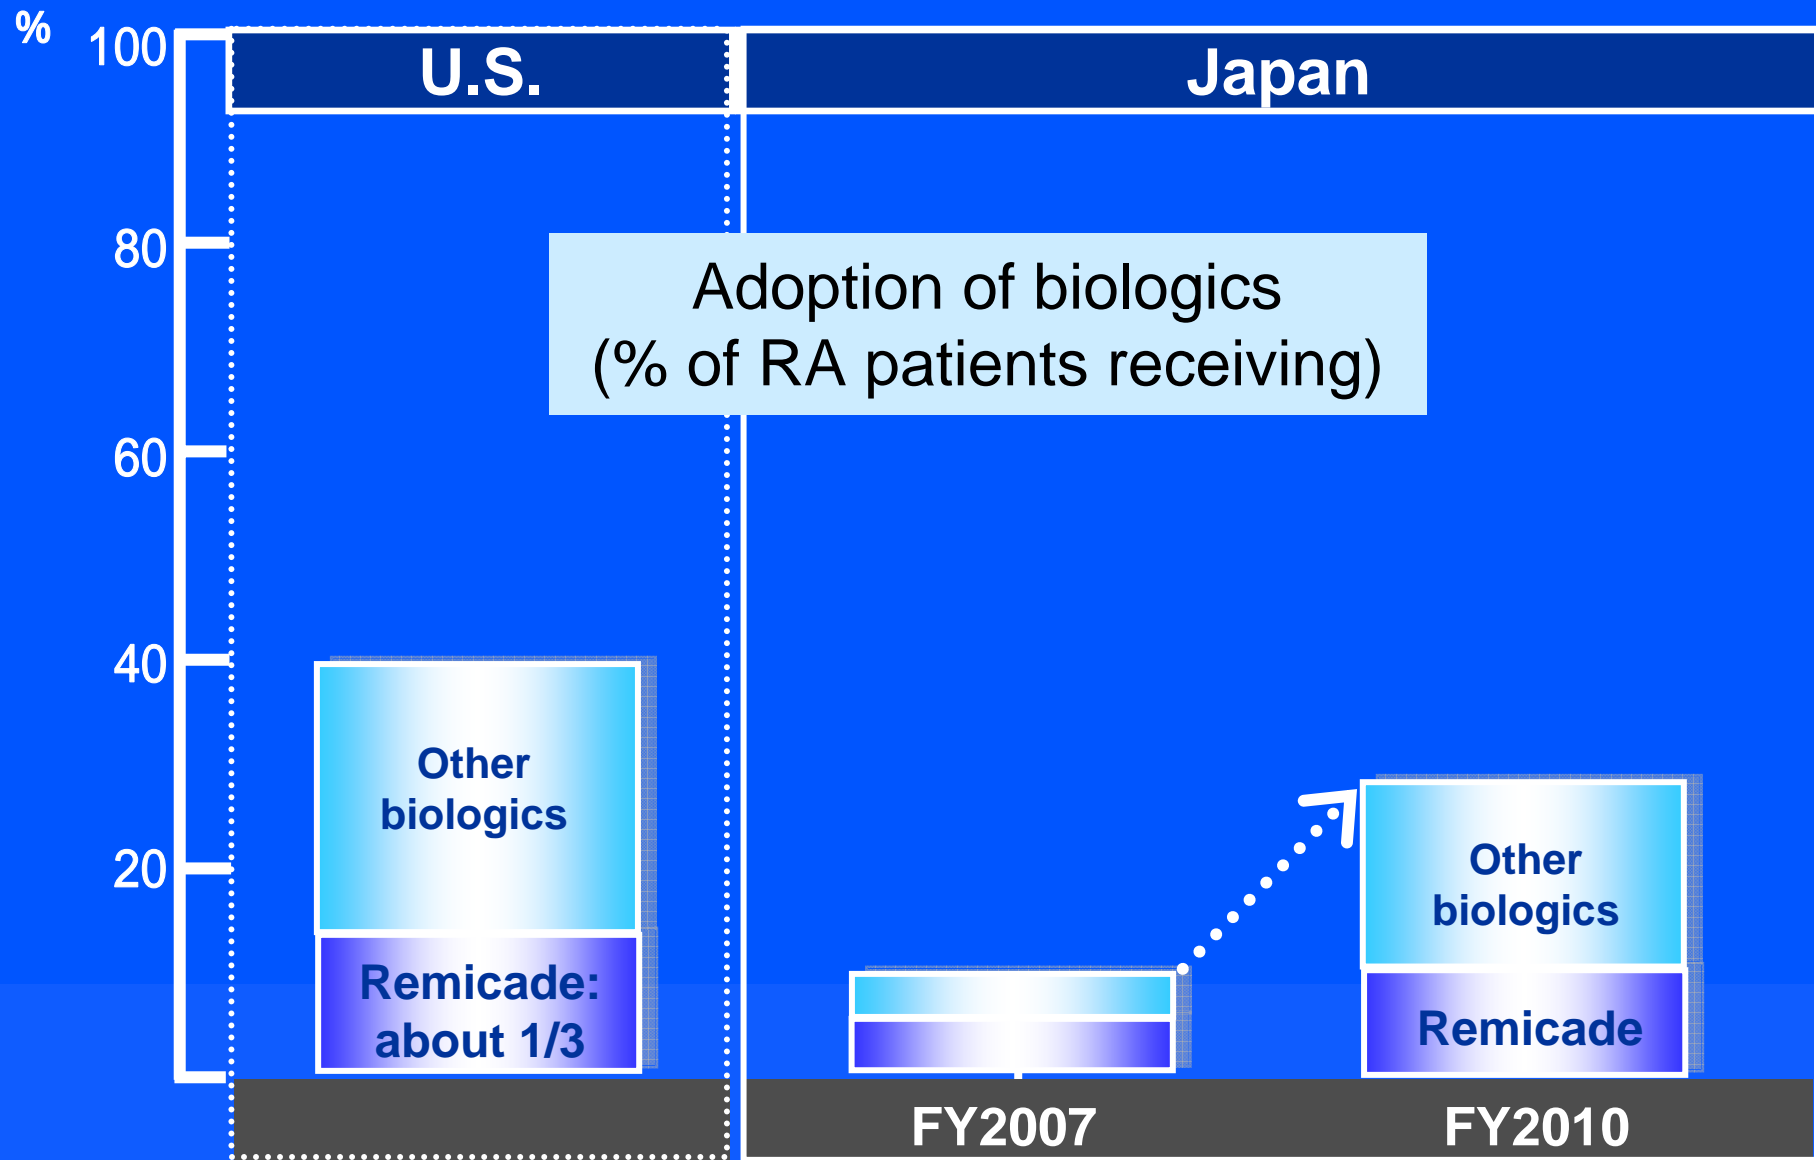 %
100
U.S.
Japan
80
Adoption of biologics
(% of RA patients receiving)
60
40
Other
biologics
20
Other
biologics
Remicade:
about 1/3
Remicade
FY2007
FY2010